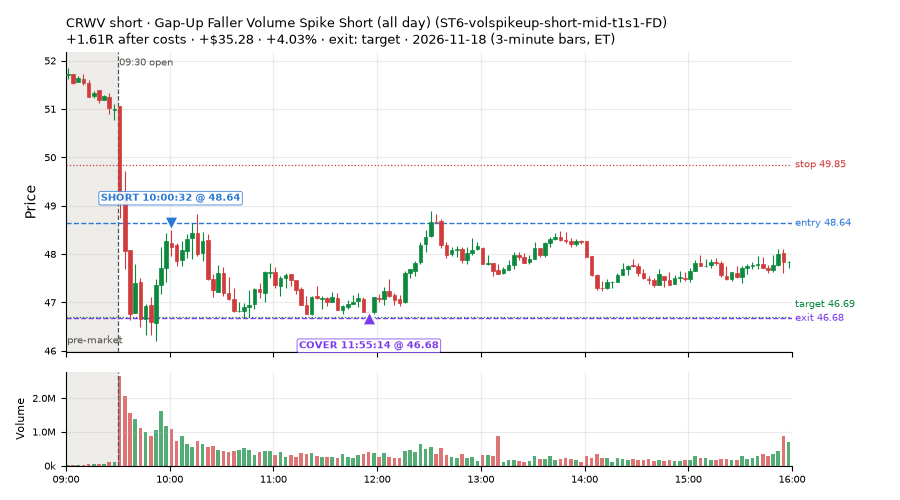 CRWV short · Gap-Up Faller Volume Spike Short (all day) (ST6-volspikeup-short-mid-t1s1-FD)
+1.61R after costs · +$35.28 · +4.03% · exit: target · 2026-11-18 (3-minute bars, ET)
52
09:30 open
51
50
stop 49.85
49
SHORT 10:00:32 @ 48.64
entry 48.64
48
47
target 46.69
exit 46.68
pre-market
COVER 11:55:14 @ 46.68
46
Price
2.0M
1.0M
0k
Volume
09:00
10:00
11:00
12:00
13:00
14:00
15:00
16:00